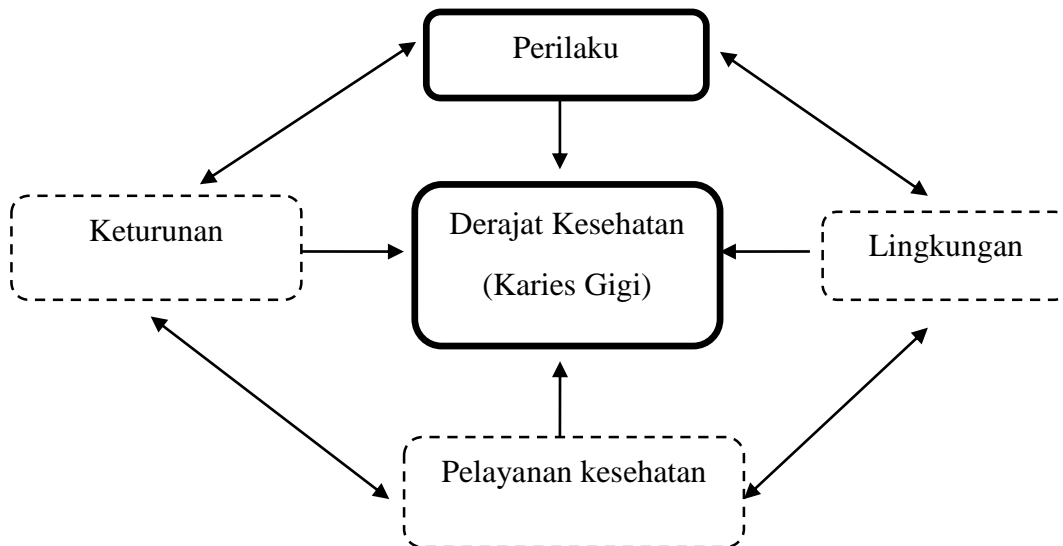 Perilaku
Derajat Kesehatan
(Karies Gigi)
Keturunan
Lingkungan
Pelayanan kesehatan